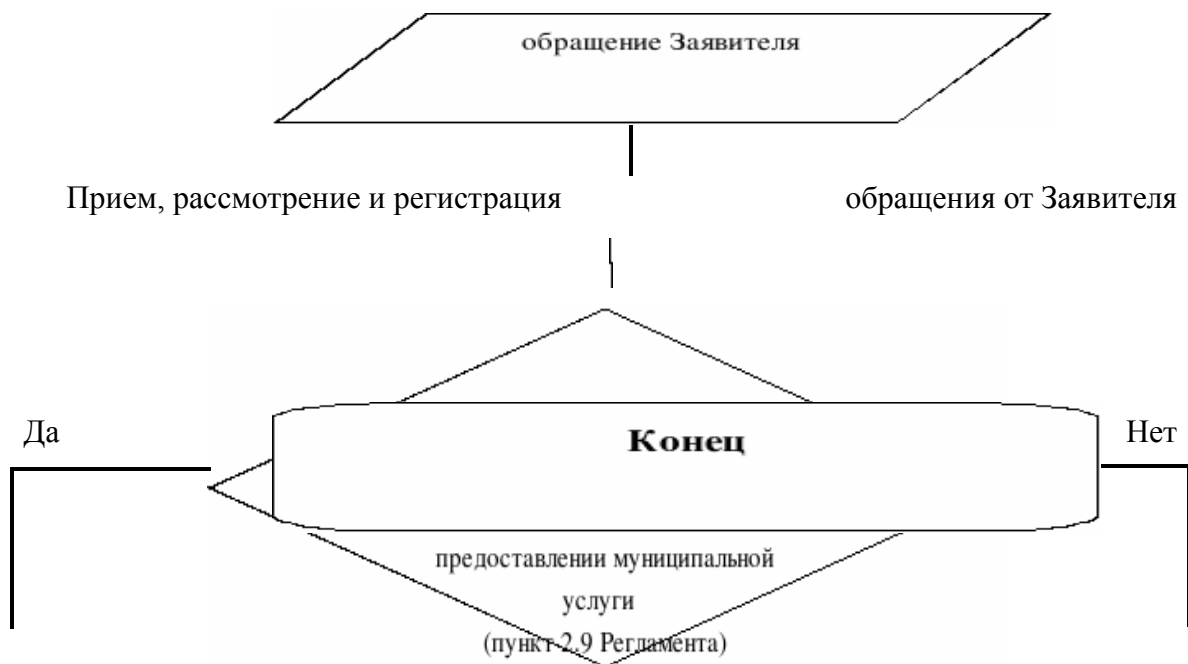 обращение Заявителя
Прием, рассмотрение и регистрация обращения от Заявителя
Да
Конец
Нет
предоставлении муниципальной
услуги
(пункт 2.9 Регламента)